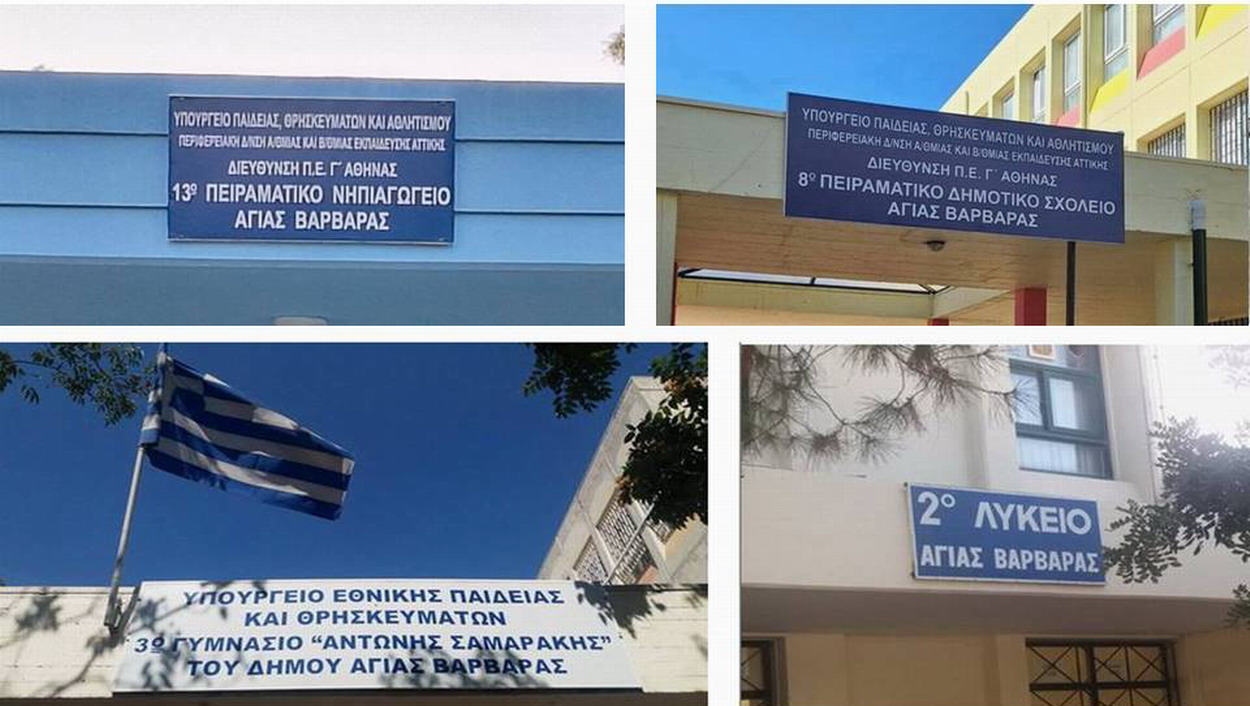 ΥΠΟΥΡΓΕΙΟ ΠΑΙΔΕΙΑΣ, ΘΡΗΣΚΕΥΜΑΤΩΝ ΚΑΙ ΑΘΛΗΤΙΣΜΟΥ
ΠΕΡΙΦΕΡΕΙΑΚΗ Δ/ΝΣΗ Α/ΘΜΙΑΣ ΚΑΙ Β/ΘΜΙΑΣ ΕΚΠΑΙΔΕΥΣΗΣ ΑΤΤΙΚΗΣ
ΔΙΕΥΘΥΝΣΗ Π.Ε. Γ΄ ΑΘΗΝΑΣ
13º ΠΕΙΡΑΜΑΤΙΚΟ ΝΗΠΙΑΓΩΓΕΙΟ
ΑΓΙΑΣ ΒΑΡΒΑΡΑΣ
ΥΠΟΥΡΓΕΙΟ ΠΑΙΔΕΙΑΣ, ΘΡΗΣΚΕΥΜΑΤΩΝ ΚΑΙ ΑΘΛΗΤΙΣΜΟΥ
ΠΕΡΙΦΕΡΕΙΑΚΗ Δ/ΝΣΗ Α/ΘΜΙΑΣ ΚΑΙ Β/ΘΜΙΑΣ ΕΚΠΑΙΔΕΥΣΗΣ ΑΤΤΙΚΗΣ
ΔΙΕΥΘΥΝΣΗ Π.Ε. Γ΄ ΑΘΗΝΑΣ
8º ΠΕΙΡΑΜΑΤΙΚΟ ΔΗΜΟΤΙΚΟ ΣΧΟΛΕΙΟ
ΑΓΙΑΣ ΒΑΡΒΑΡΑΣ
ΥΠΟΥΡΓΕΙΟ ΕΘΝΙΚΗΣ ΠΑΙΔΕΙΑΣ
ΚΑΙ ΘΡΗΣΚΕΥΜΑΤΩΝ
3º ΓΥΜΝΑΣΙΟ “ΑΝΤΩΝΗΣ ΣΑΜΑΡΑΚΗΣ”
ΤΟΥ ΔΗΜΟΥ ΑΓΙΑΣ ΒΑΡΒΑΡΑΣ
2º ΛΥΚΕΙΟ
ΑΓΙΑΣ ΒΑΡΒΑΡΑΣ